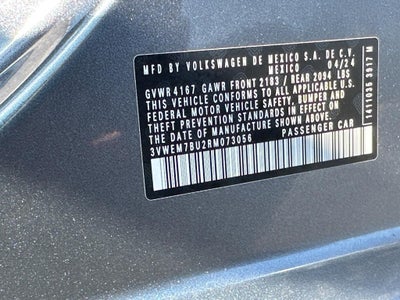 MFD BY VOLKSWAGEN DE MEXICO S.A. DE C.V.
MEXICO 04/24
GVWR 4167 GAWR FRONT 2183 / REAR 2094 LBS
THIS VEHICLE CONFORMS TO ALL APPLICABLE U.S.
FEDERAL MOTOR VEHICLE SAFETY, BUMPER AND
THEFT PREVENTION STANDARDS IN EFFECT ON THE
DATE OF MANUFACTURE SHOWN ABOVE
3VWEM7BU2RM073056 PASSENGER CAR
1411035 3017 M